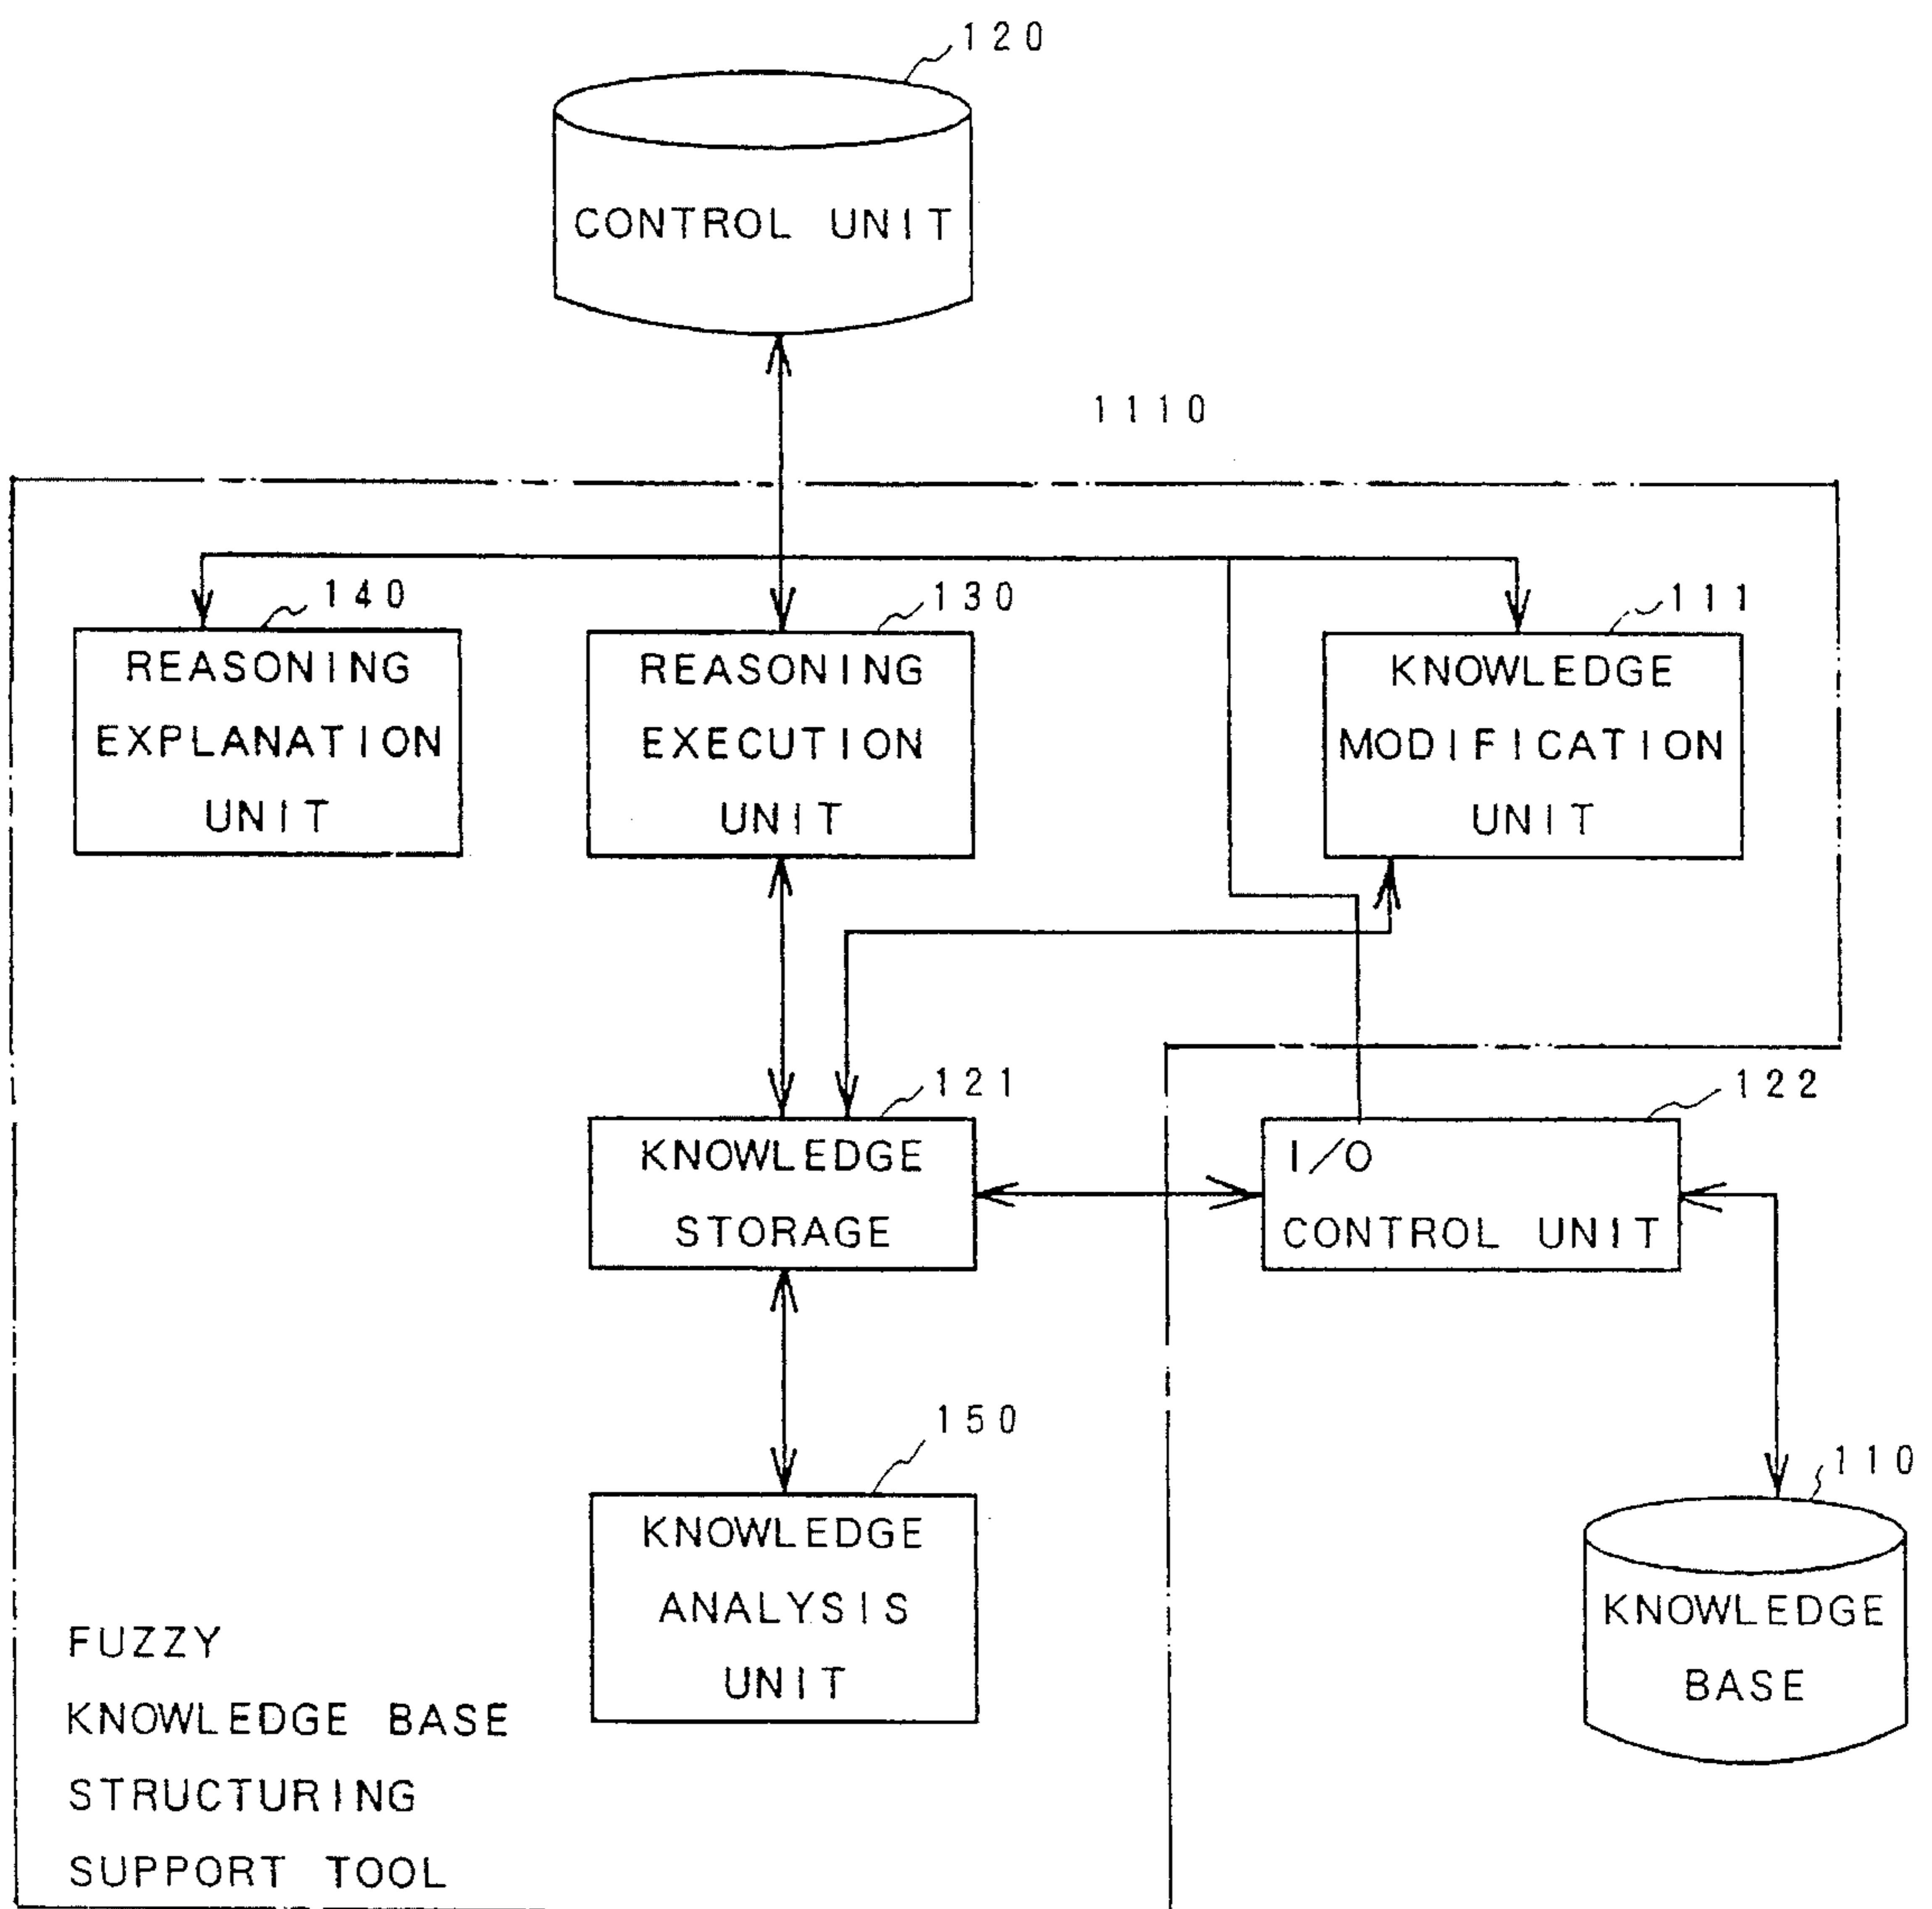 120
CONTROL UNIT
1110
140
REASONING
EXPLANATION
UNIT
130
REASONING
EXECUTION
UNIT
111
KNOWLEDGE
MODIFICATION
UNIT
121
KNOWLEDGE
STORAGE
122
I/O
CONTROL UNIT
150
KNOWLEDGE
ANALYSIS
UNIT
110
KNOWLEDGE
BASE
FUZZY
KNOWLEDGE BASE
STRUCTURING
SUPPORT TOOL